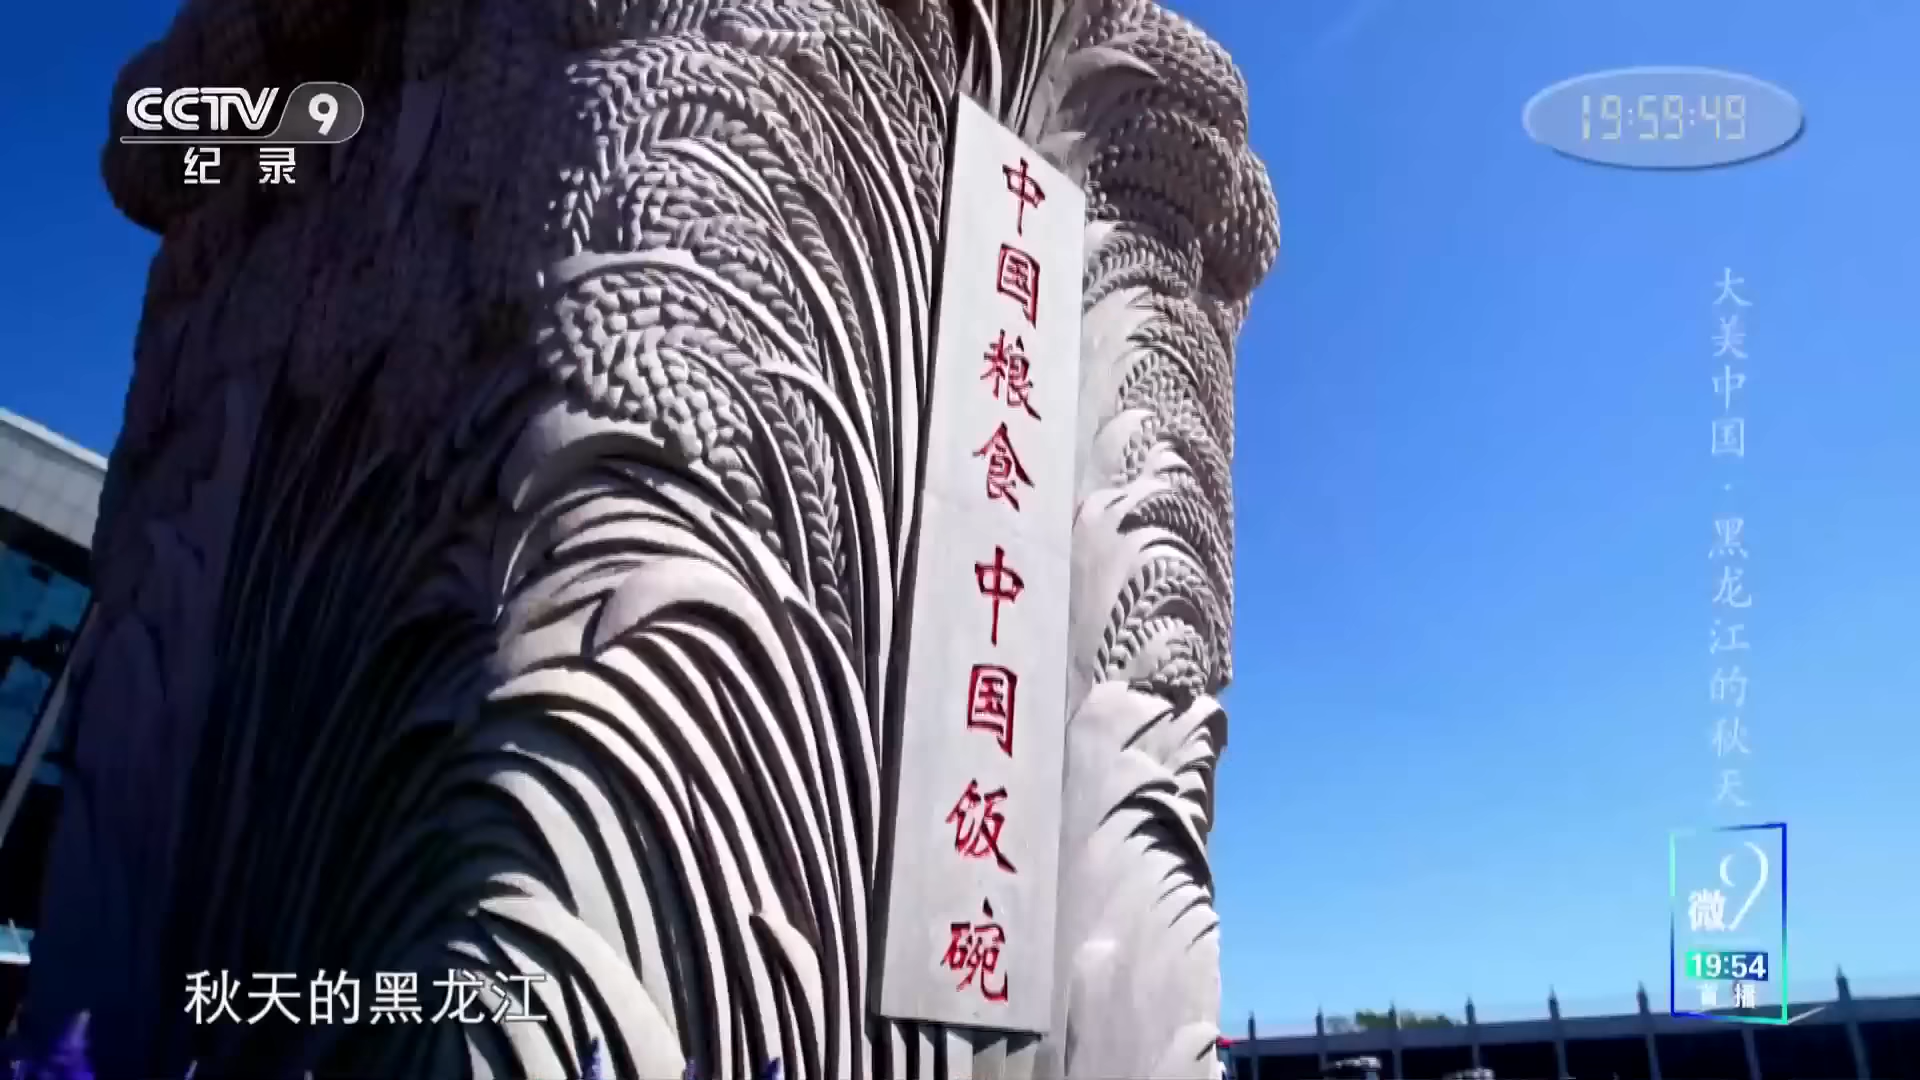 CCTV 9
纪录
19:59:49
中国粮食中国饭碗
大美中国·黑龙江的秋天
微9
19:54
直播
秋天的黑龙江